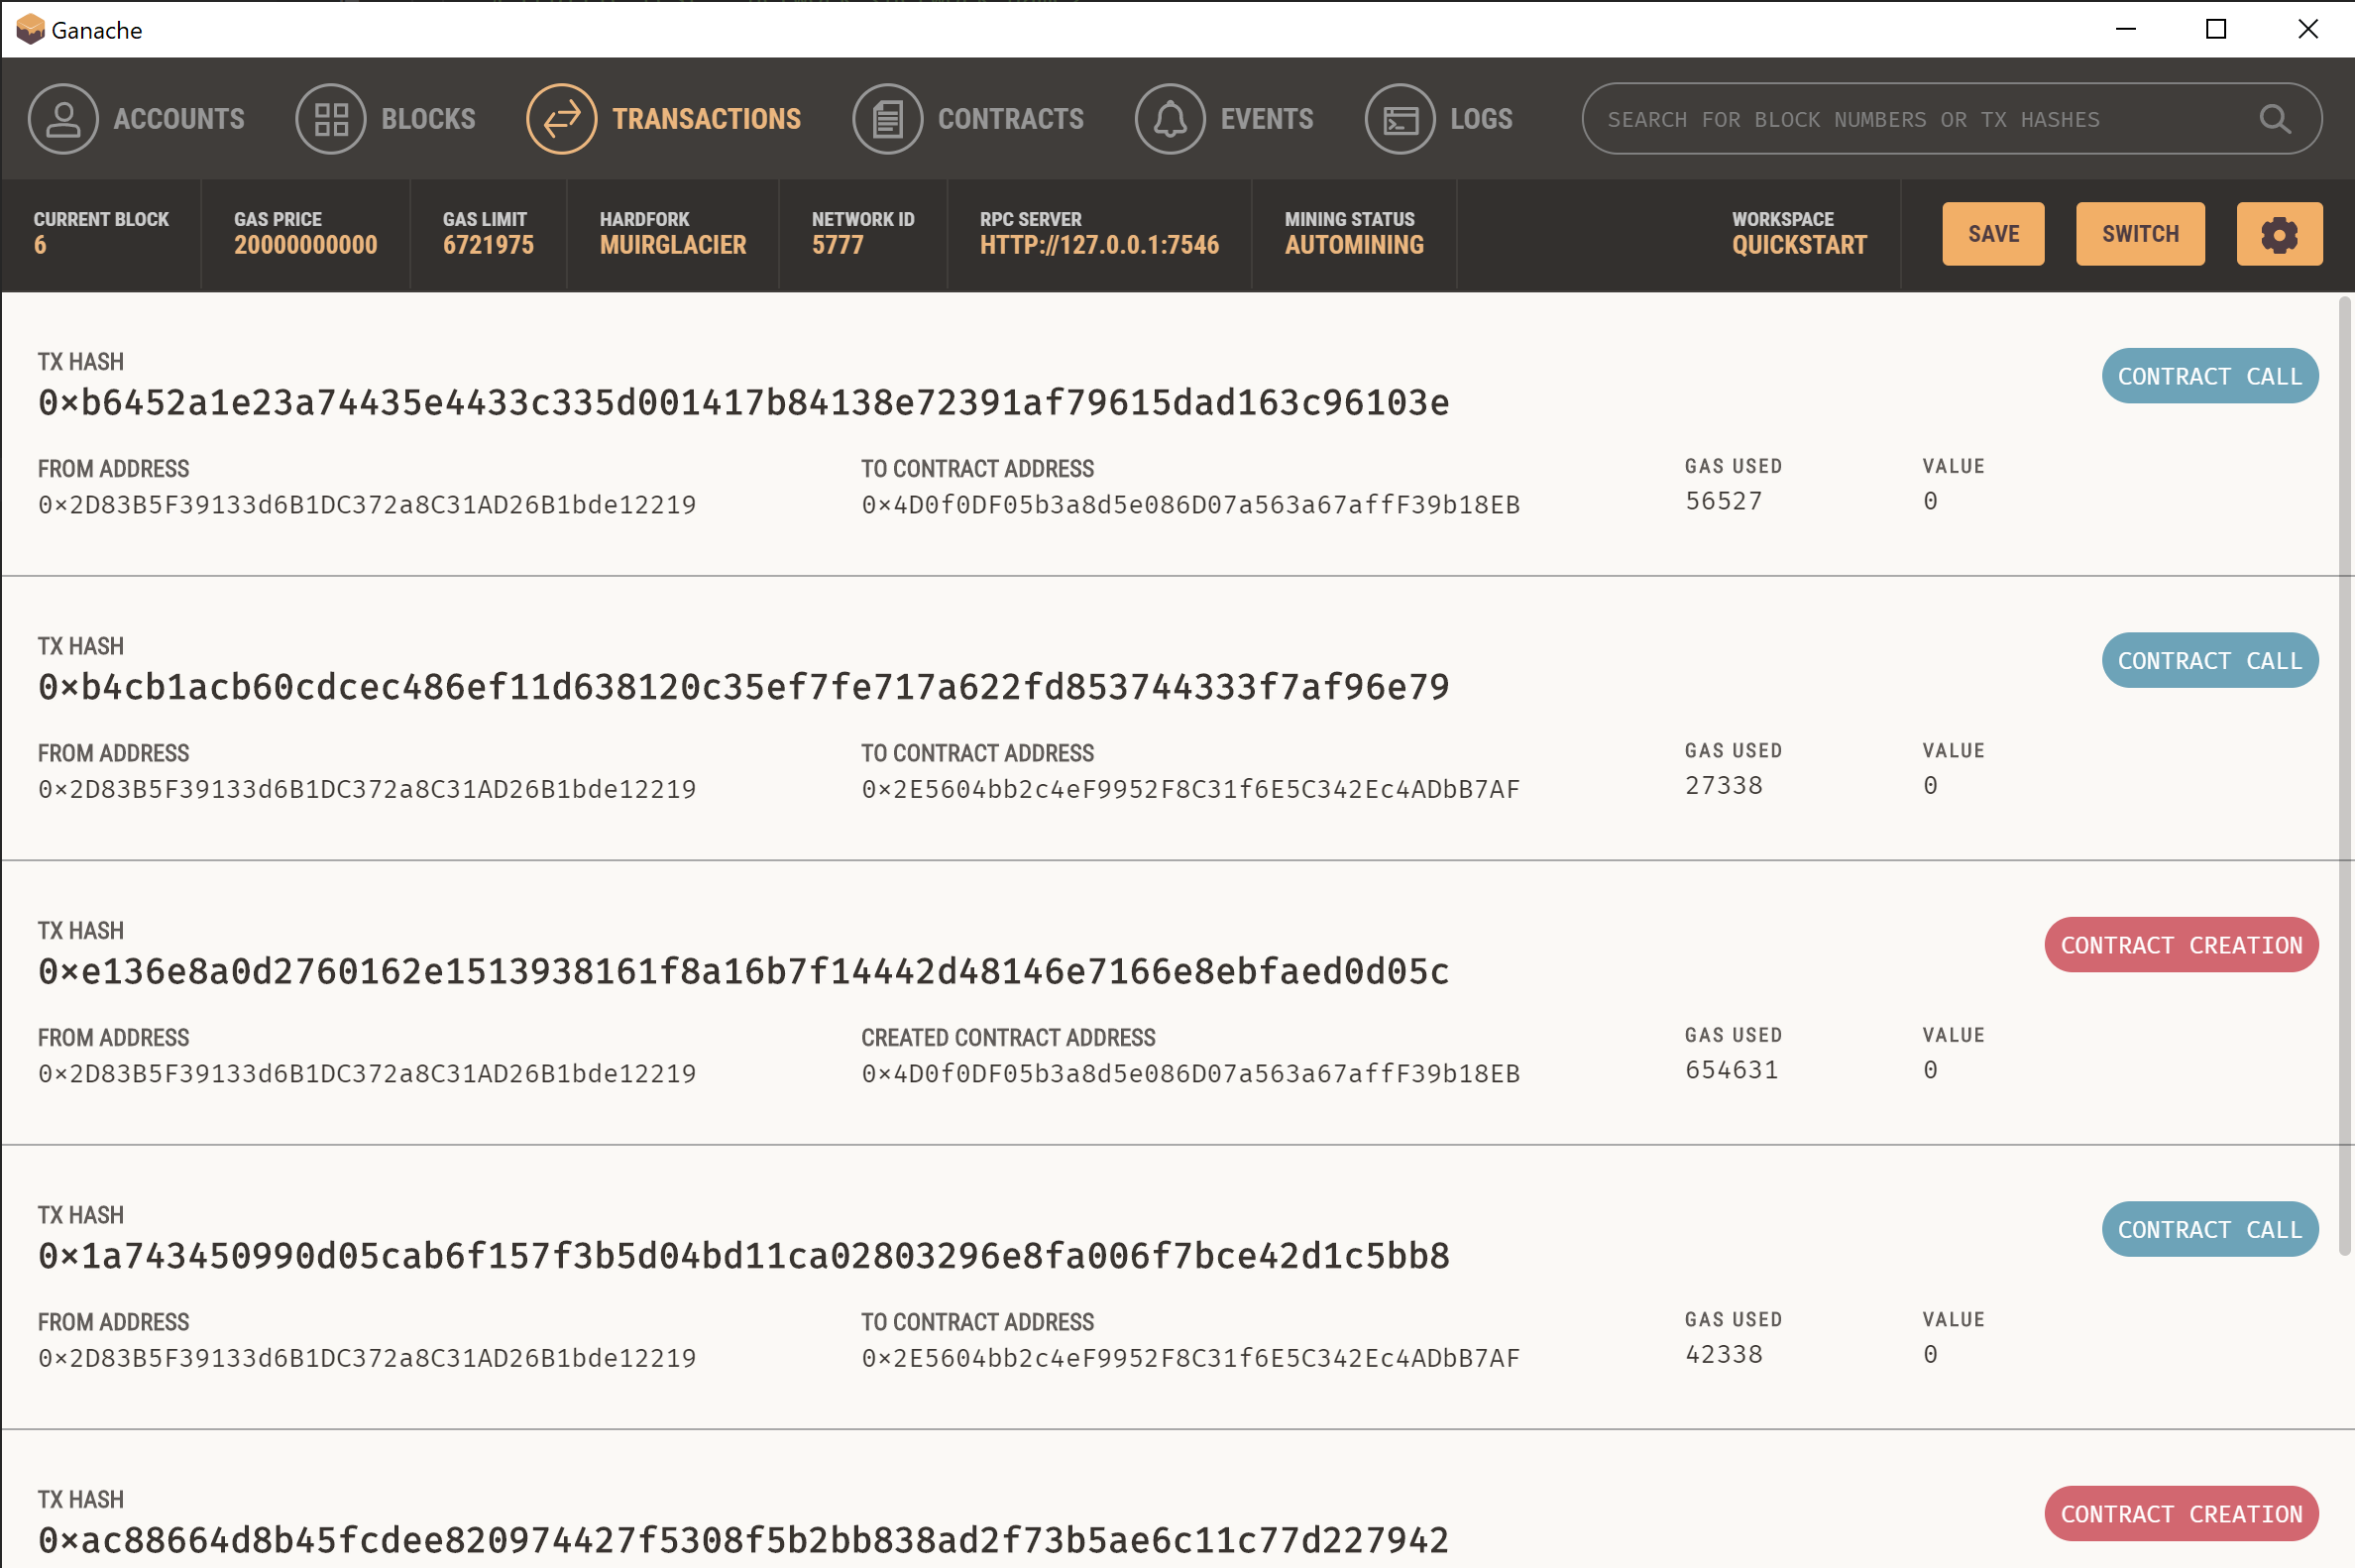 Ganache
ACCOUNTS BLOCKS TRANSACTIONS CONTRACTS EVENTS LOGS SEARCH FOR BLOCK NUMBERS OR TX HASHES
CURRENT BLOCK GAS PRICE GAS LIMIT HARDFORK NETWORK ID RPC SERVER MINING STATUS WORKSPACE
6 20000000000 6721975 MUIRGLACIER 5777 HTTP://127.0.0.1:7546 AUTOMINING QUICKSTART SAVE SWITCH
TX HASH
0×b6452a1e23a74435e4433c335d001417b84138e72391af79615dad163c96103e CONTRACT CALL
FROM ADDRESS TO CONTRACT ADDRESS GAS USED VALUE
0×2D83B5F39133d6B1DC372a8C31AD26B1bde12219 0×4D0f0DF05b3a8d5e086D07a563a67affF39b18EB 56527 0
TX HASH
0×b4cb1acb60cdcec486ef11d638120c35ef7fe717a622fd853744333f7af96e79 CONTRACT CALL
FROM ADDRESS TO CONTRACT ADDRESS GAS USED VALUE
0×2D83B5F39133d6B1DC372a8C31AD26B1bde12219 0×2E5604bb2c4eF9952F8C31f6E5C342Ec4ADbB7AF 27338 0
TX HASH
0×e136e8a0d2760162e1513938161f8a16b7f14442d48146e7166e8ebfaed0d05c CONTRACT CREATION
FROM ADDRESS CREATED CONTRACT ADDRESS GAS USED VALUE
0×2D83B5F39133d6B1DC372a8C31AD26B1bde12219 0×4D0f0DF05b3a8d5e086D07a563a67affF39b18EB 654631 0
TX HASH
0×1a743450990d05cab6f157f3b5d04bd11ca02803296e8fa006f7bce42d1c5bb8 CONTRACT CALL
FROM ADDRESS TO CONTRACT ADDRESS GAS USED VALUE
0×2D83B5F39133d6B1DC372a8C31AD26B1bde12219 0×2E5604bb2c4eF9952F8C31f6E5C342Ec4ADbB7AF 42338 0
TX HASH
0×ac88664d8b45fcdee820974427f5308f5b2bb838ad2f73b5ae6c11c77d227942 CONTRACT CREATION